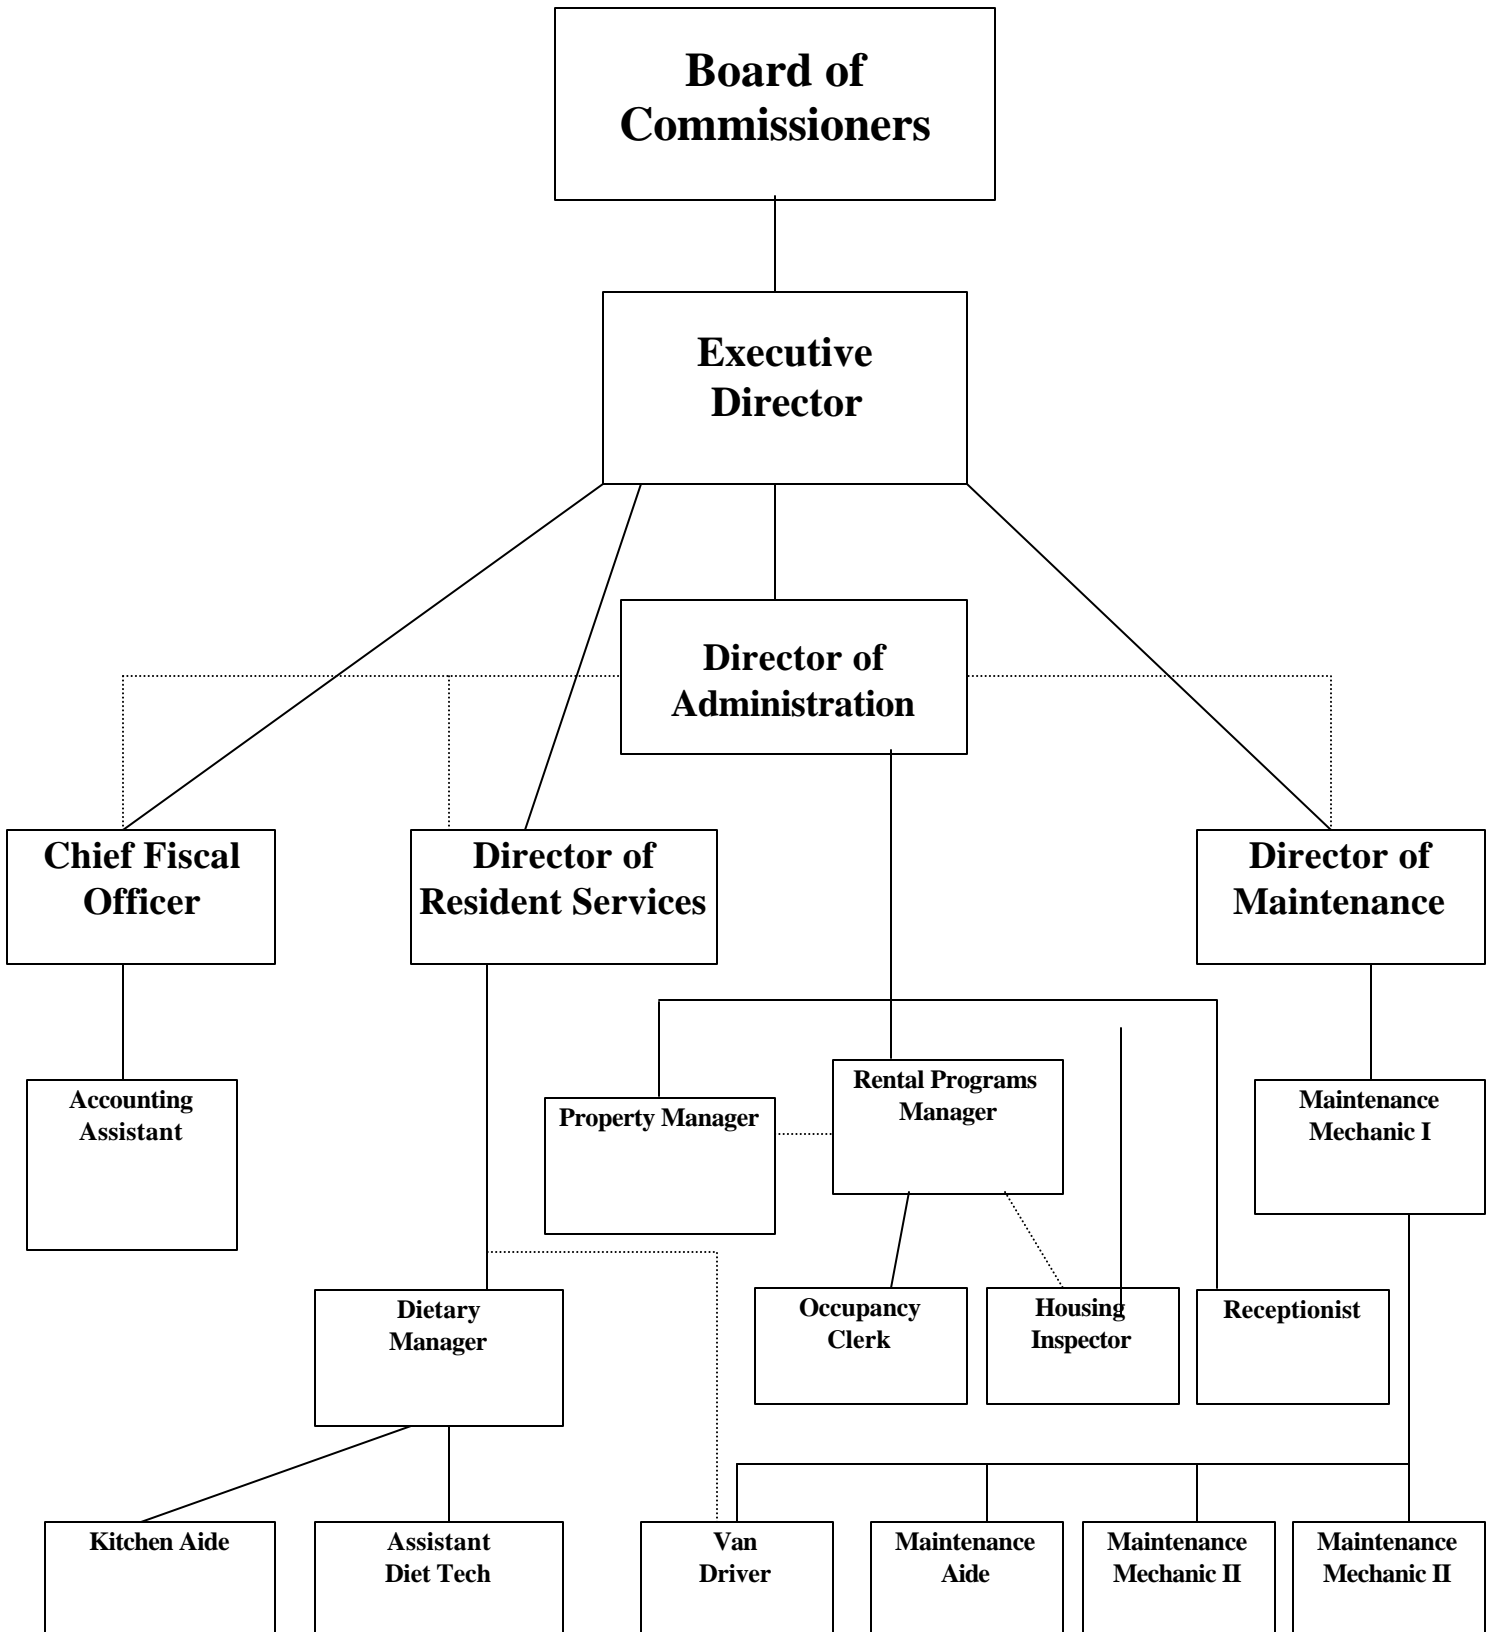 Board of
Commissioners
Executive
Director
Director of
Administration
Chief Fiscal
Officer
Director of
Resident Services
Director of
Maintenance
Accounting
Assistant
Property Manager
Rental Programs
Manager
Maintenance
Mechanic I
Dietary
Manager
Occupancy
Clerk
Housing
Inspector
Receptionist
Kitchen Aide
Assistant
Diet Tech
Van
Driver
Maintenance
Aide
Maintenance
Mechanic II
Maintenance
Mechanic II